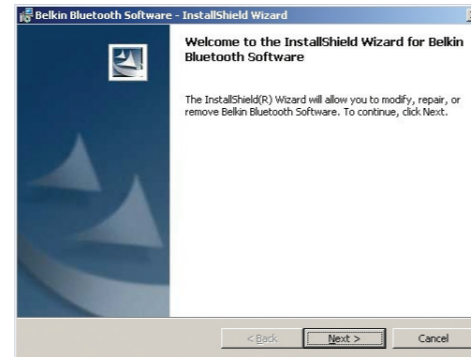 Belkin Bluetooth Software - InstallShield Wizard
Welcome to the InstallShield Wizard for Belkin
Bluetooth Software
The InstallShield(R) Wizard will allow you to modify, repair, or
remove Belkin Bluetooth Software. To continue, click Next.
< Back
Next >
Cancel